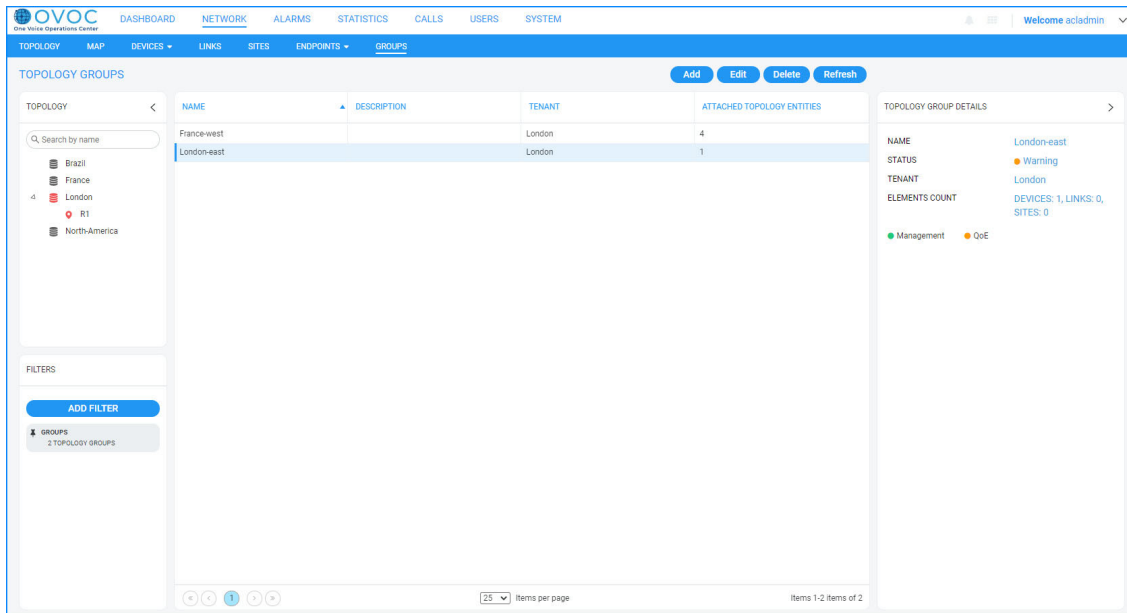 OVOC
One Voice Operations Center
DASHBOARD NETWORK ALARMS STATISTICS CALLS USERS SYSTEM
Welcome acladmin
TOPOLOGY MAP DEVICES LINKS SITES ENDPOINTS GROUPS
TOPOLOGY GROUPS
Add Edit Delete Refresh
TOPOLOGY
Search by name
Brazil
France
London
R1
North-America
FILTERS
ADD FILTER
GROUPS
2 TOPOLOGY GROUPS
NAME DESCRIPTION TENANT ATTACHED TOPOLOGY ENTITIES
France-west London 4
London-east London 1
« ‹ 1 › »
25 Items per page
Items 1-2 items of 2
TOPOLOGY GROUP DETAILS
NAME London-east
STATUS Warning
TENANT London
ELEMENTS COUNT DEVICES: 1, LINKS: 0,
SITES: 0
Management QoE